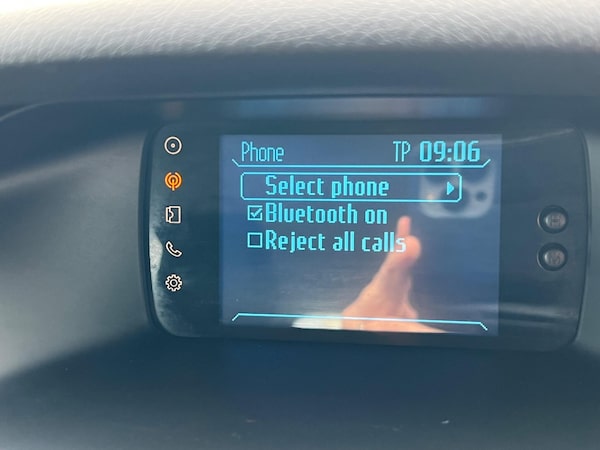 Phone TP 09:06
Select phone
Bluetooth on
Reject all calls